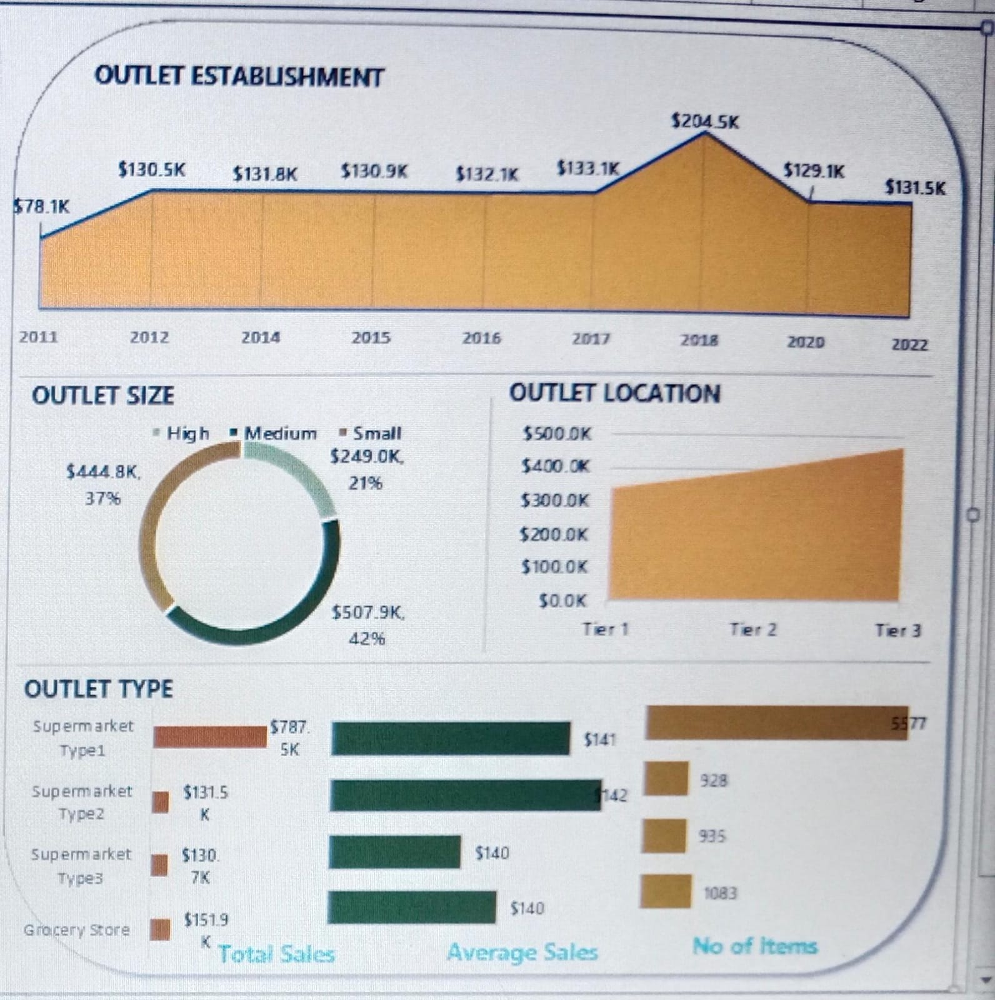 OUTLET ESTABLISHMENT
$204.5K
$130.5K $131.8K $130.9K $132.1K $133.1K $129.1K $131.5K
$78.1K
2011 2012 2014 2015 2016 2017 2018 2020 2022
OUTLET SIZE
High Medium Small
$249.0K,
21%
$444.8K,
37%
$507.9K,
42%
OUTLET LOCATION
$500.0K
$400.0K
$300.0K
$200.0K
$100.0K
$0.0K
Tier 1 Tier 2 Tier 3
OUTLET TYPE
Supermarket
Type1
$787.
5K
$141
5577
Supermarket
Type2
$131.5
K
$142
928
Supermarket
Type3
$130.
7K
$140
935
Grocery Store
$151.9
K
$140
1083
Total Sales
Average Sales
No of Items